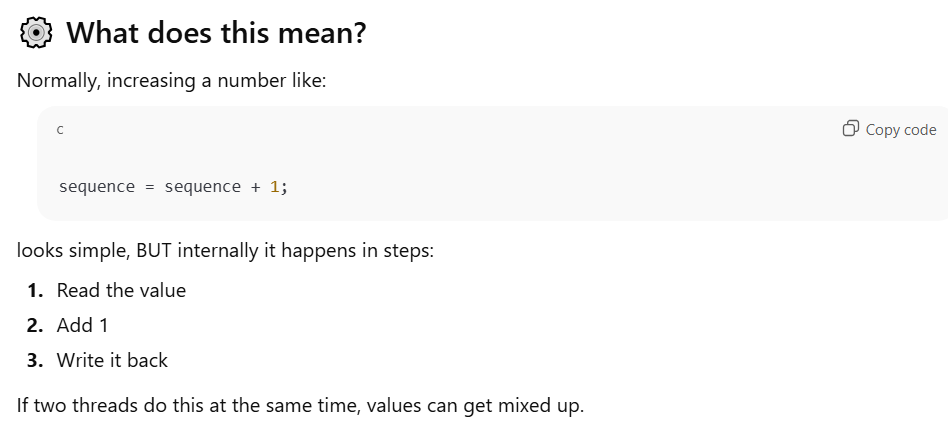 What does this mean?
Normally, increasing a number like:
c
Copy code
sequence = sequence + 1;
looks simple, BUT internally it happens in steps:
1. Read the value
2. Add 1
3. Write it back
If two threads do this at the same time, values can get mixed up.